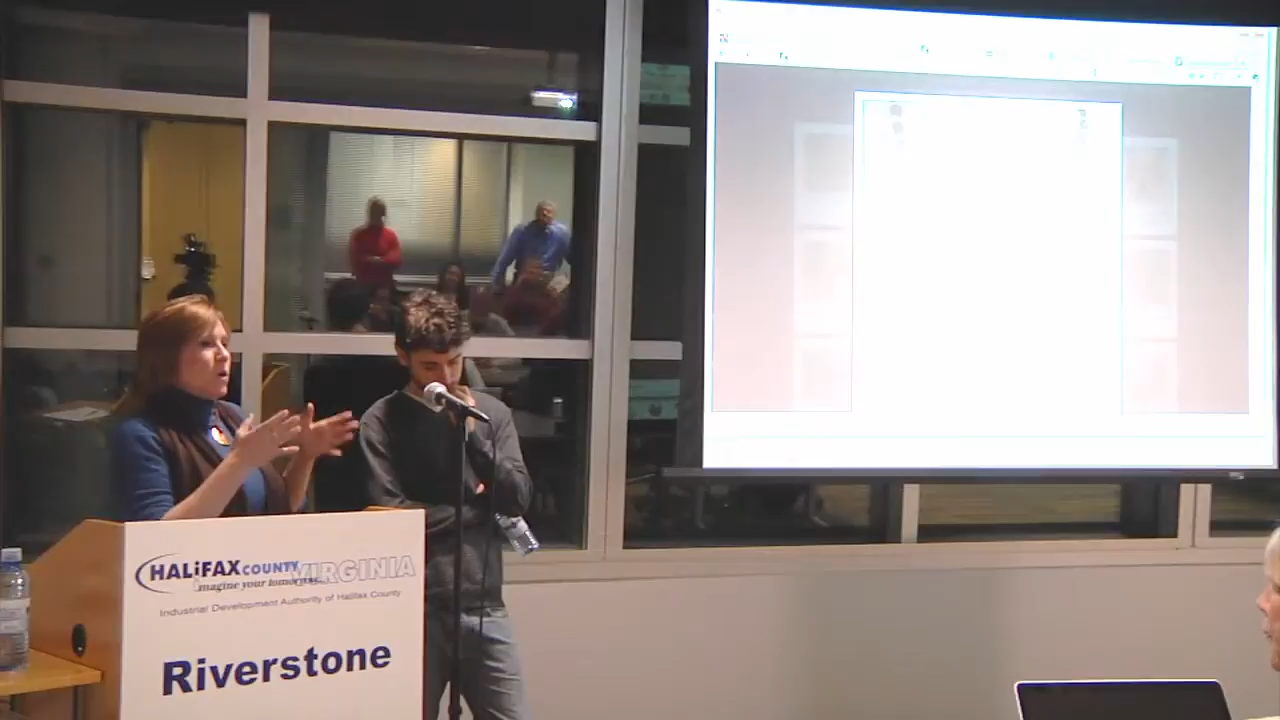 HALiFAX COUNTY VIRGINIA
imagine your tomorrow...
Industrial Development Authority of Halifax County
Riverstone